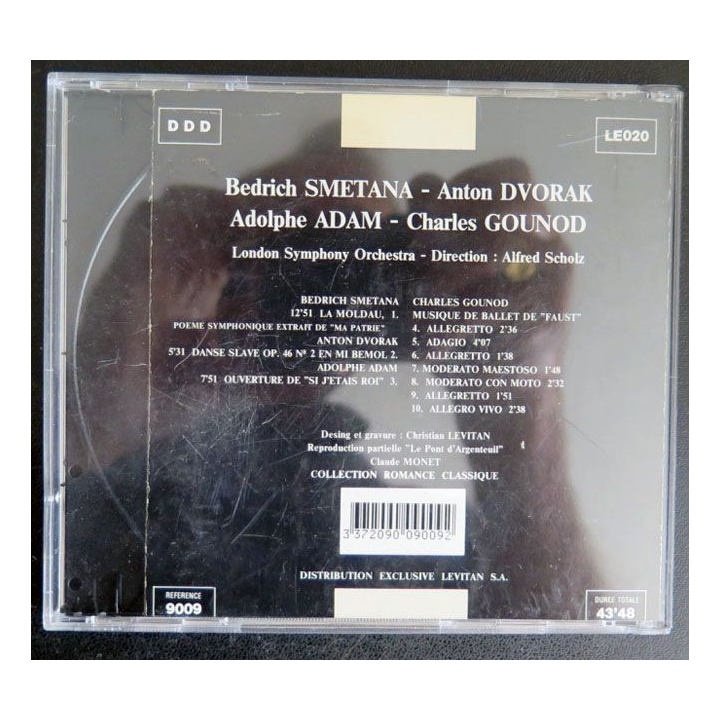 DDD
LE020
Bedrich SMETANA - Anton DVORAK
Adolphe ADAM - Charles GOUNOD
London Symphony Orchestra - Direction : Alfred Scholz
BEDRICH SMETANA
12'51 LA MOLDAU, 1.
POEME SYMPHONIQUE EXTRAIT DE "MA PATRIE"
ANTON DVORAK
5'31 DANSE SLAVE OP. 46 Nº 2 EN MI BEMOL 2.
ADOLPHE ADAM
7'51 OUVERTURE DE "SI J'ETAIS ROI" 3.
CHARLES GOUNOD
MUSIQUE DE BALLET DE "FAUST"
4. ALLEGRETTO 2'36
5. ADAGIO 4'07
6. ALLEGRETTO 1'38
7. MODERATO MAESTOSO 1'48
8. MODERATO CON MOTO 2'32
9. ALLEGRETTO 1'51
10. ALLEGRO VIVO 2'38
Desing et gravure : Christian LEVITAN
Reproduction partielle "Le Pont d'Argenteuil"
Claude MONET
COLLECTION ROMANCE CLASSIQUE
3 372090 090092
DISTRIBUTION EXCLUSIVE LEVITAN S.A.
REFERENCE
9009
DUREE TOTALE
43'48